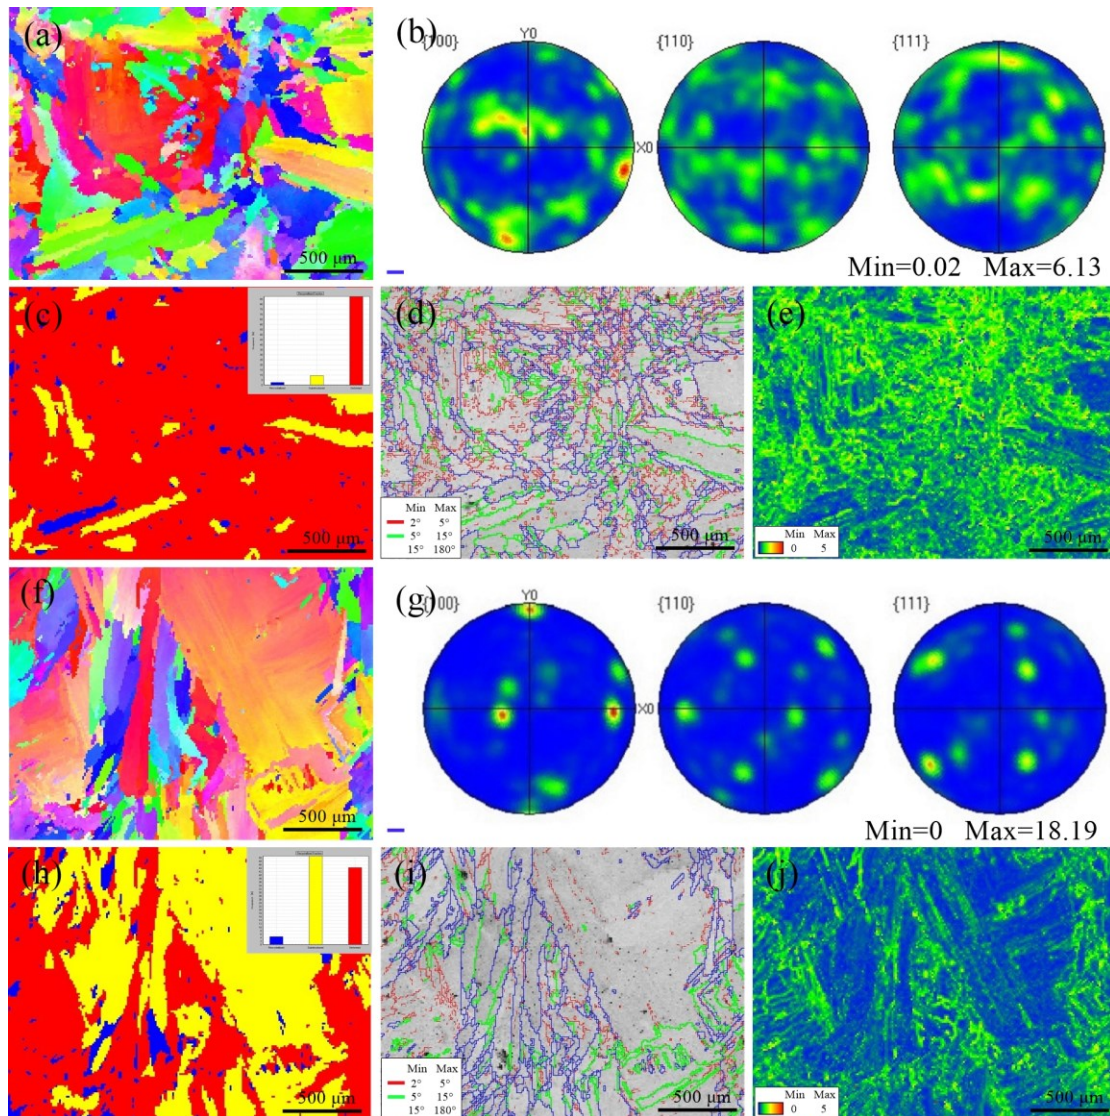 (a)
(b)
{100}
Y0
{110}
{111}
X0
500 μm
Min=0.02 Max=6.13
(c)
500 μm
(d)
Min Max
2° 5°
5° 15°
15° 180°
500 μm
(e)
Min Max
0 5
500 μm
(f)
500 μm
(g)
{100}
Y0
{110}
{111}
X0
Min=0 Max=18.19
(h)
500 μm
(i)
Min Max
2° 5°
5° 15°
15° 180°
500 μm
(j)
Min Max
0 5
500 μm